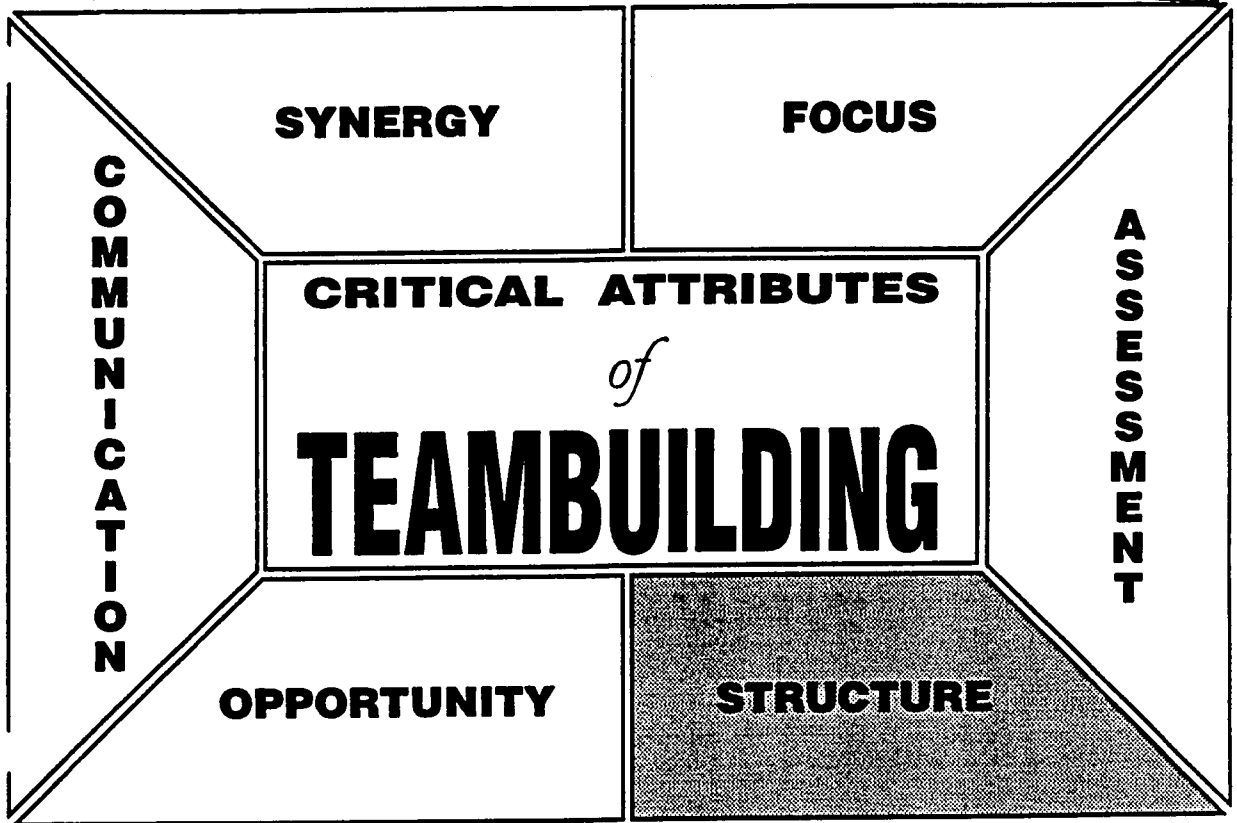 SYNERGY
FOCUS
COMMUNICATION
CRITICAL ATTRIBUTES
of
TEAMBUILDING
ASSESSMENT
OPPORTUNITY
STRUCTURE